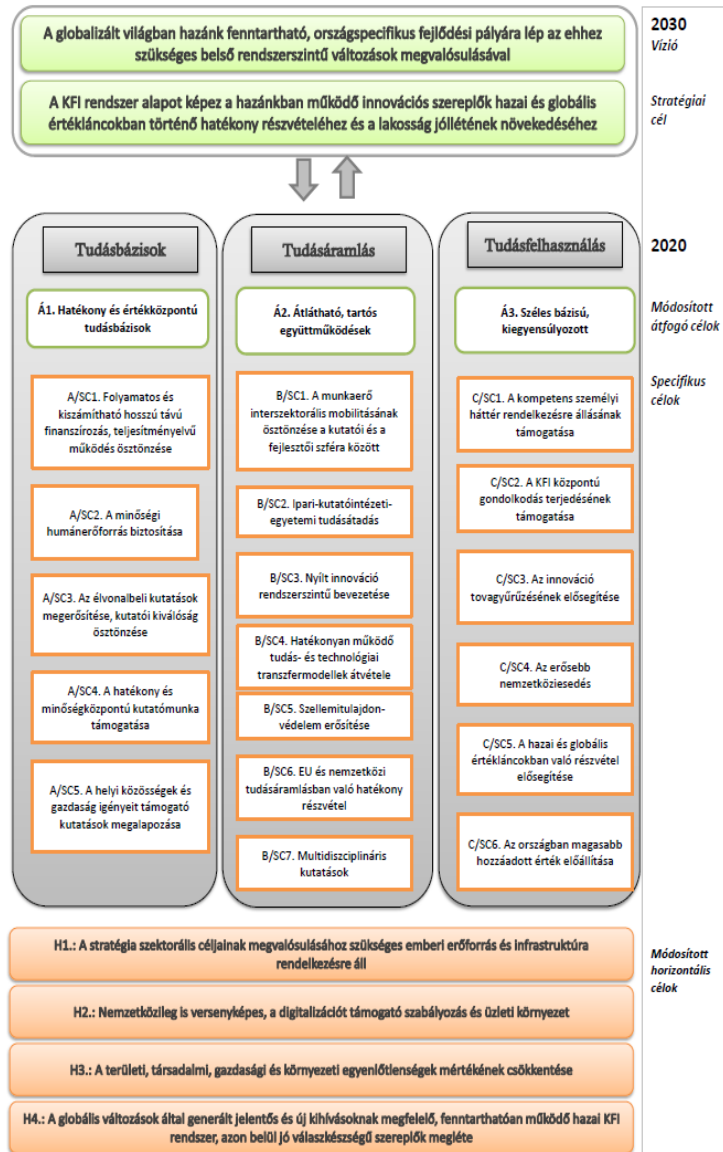 A globalizált világban hazánk fenntartható, országspecifikus fejlődési pályára lép az ehhez
szükséges belső rendszerszintű változások megvalósulásával
2030
Vízió
A KFI rendszer alapot képez a hazánkban működő innovációs szereplők hazai és globális
értékláncokban történő hatékony részvételéhez és a lakosság jóllétének növekedéséhez
Stratégiai
cél
2020
Tudásbázisok
Á1. Hatékony és értékközpontú
tudásbázisok
A/SC1. Folyamatos és
kiszámítható hosszú távú
finanszírozás, teljesítményelvű
működés ösztönzése
A/SC2. A minőségi
humánerőforrás biztosítása
A/SC3. Az élvonalbeli kutatások
megerősítése, kutatói kiválóság
ösztönzése
A/SC4. A hatékony és
minőségközpontú kutatómunka
támogatása
A/SC5. A helyi közösségek és
gazdaság igényeit támogató
kutatások megalapozása
Tudásáramlás
Á2. Átlátható, tartós
együttműködések
B/SC1. A munkaerő
interszektorális mobilitásának
ösztönzése a kutatói és a
fejlesztői szféra között
B/SC2. Ipari-kutatóintézeti-
egyetemi tudásátadás
B/SC3. Nyílt innováció
rendszerszintű bevezetése
B/SC4. Hatékonyan működő
tudás- és technológiai
transzfermodellek átvétele
B/SC5. Szellemitulajdon-
védelem erősítése
B/SC6. EU és nemzetközi
tudásáramlásban való hatékony
részvétel
B/SC7. Multidiszciplináris
kutatások
Tudásfelhasználás
Á3. Széles bázisú,
kiegyensúlyozott
C/SC1. A kompetens személyi
háttér rendelkezésre állásának
támogatása
C/SC2. A KFI központú
gondolkodás terjedésének
támogatása
C/SC3. Az innováció
tovagyűrűzésének elősegítése
C/SC4. Az erősebb
nemzetköziesedés
C/SC5. A hazai és globális
értékláncokban való részvétel
elősegítése
C/SC6. Az országban magasabb
hozzáadott érték előállítása
Módosított
átfogó célok
Specifikus
célok
H1.: A stratégia szektorális céljainak megvalósulásához szükséges emberi erőforrás és infrastruktúra
rendelkezésre áll
Módosított
horizontális
célok
H2.: Nemzetközileg is versenyképes, a digitalizációt támogató szabályozás és üzleti környezet
H3.: A területi, társadalmi, gazdasági és környezeti egyenlőtlenségek mértékének csökkentése
H4.: A globális változások által generált jelentős és új kihívásoknak megfelelő, fenntarthatóan működő hazai KFI
rendszer, azon belül jó válaszkészségű szereplők megléte